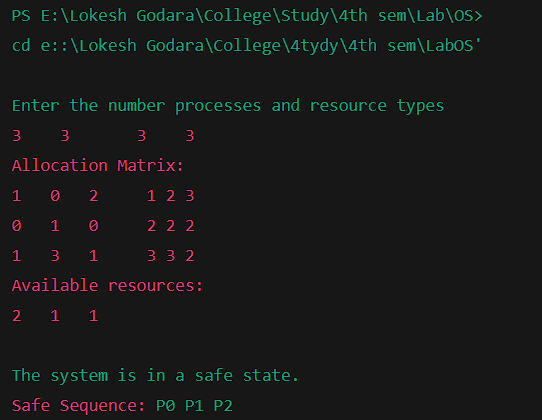 PS E:\Lokesh Godara\College\Study\4th sem\Lab\OS>
cd e::\Lokesh Godara\College\4tydy\4th sem\LabOS'
Enter the number processes and resource types
3 3 3 3
Allocation Matrix:
1 0 2 1 2 3
0 1 0 2 2 2
1 3 1 3 3 2
Available resources:
2 1 1
The system is in a safe state.
Safe Sequence: P0 P1 P2